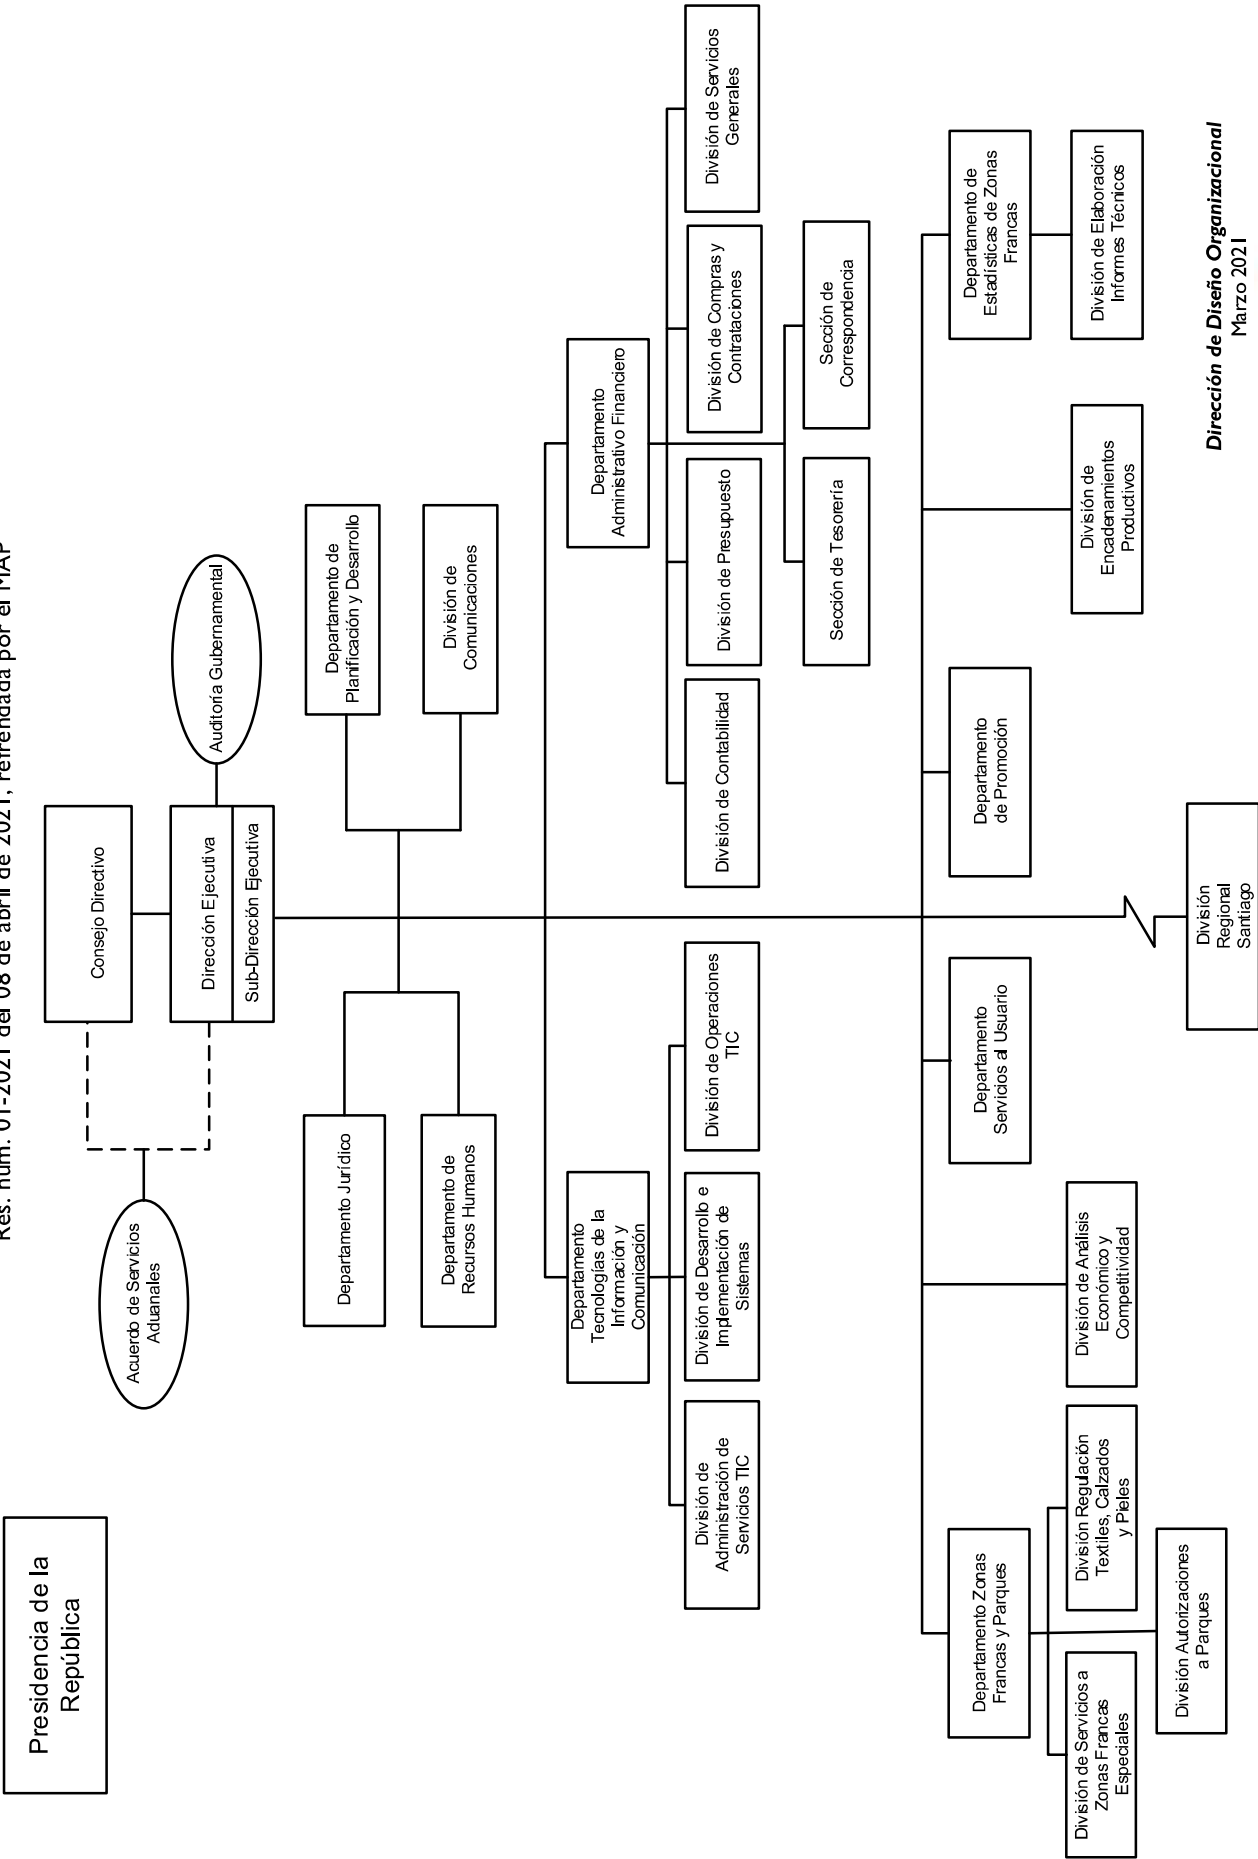 Res. núm. 01-2021 del 08 de abril de 2021, refrendada por el MAP
Presidencia de la
República
Consejo Directivo
Acuerdo de Servicios
Aduanales
Dirección Ejecutiva
Sub-Dirección Ejecutiva
Auditoría Gubernamental
Departamento Jurídico
Departamento de
Planificación y Desarrollo
Departamento de
Recursos Humanos
División de
Comunicaciones
Departamento
Tecnologías de la
Información y
Comunicación
Departamento
Administrativo Financiero
División de
Administración de
Servicios TIC
División de Desarrollo e
Implementación de
Sistemas
División de Operaciones
TIC
División de Contabilidad
División de Presupuesto
División de Compras y
Contrataciones
División de Servicios
Generales
Sección de Tesorería
Sección de
Correspondencia
Departamento Zonas
Francas y Parques
Departamento
Servicios al Usuario
Departamento
de Promoción
Departamento de
Estadísticas de Zonas
Francas
División de Servicios a
Zonas Francas
Especiales
División Regulación
Textiles, Calzados
y Pieles
División de Análisis
Económico y
Competitividad
División de
Encadenamientos
Productivos
División de Elaboración
Informes Técnicos
División Autorizaciones
a Parques
División
Regional
Santiago
Dirección de Diseño Organizacional
Marzo 2021